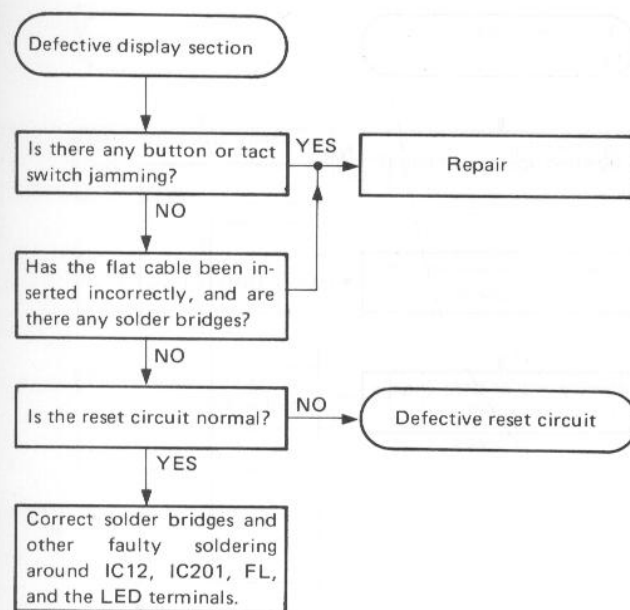 Defective display section
Is there any button or tact
switch jamming?
YES
Repair
NO
Has the flat cable been in-
serted incorrectly, and are
there any solder bridges?
NO
Is the reset circuit normal?
NO
Defective reset circuit
YES
Correct solder bridges and
other faulty soldering
around IC12, IC201, FL,
and the LED terminals.